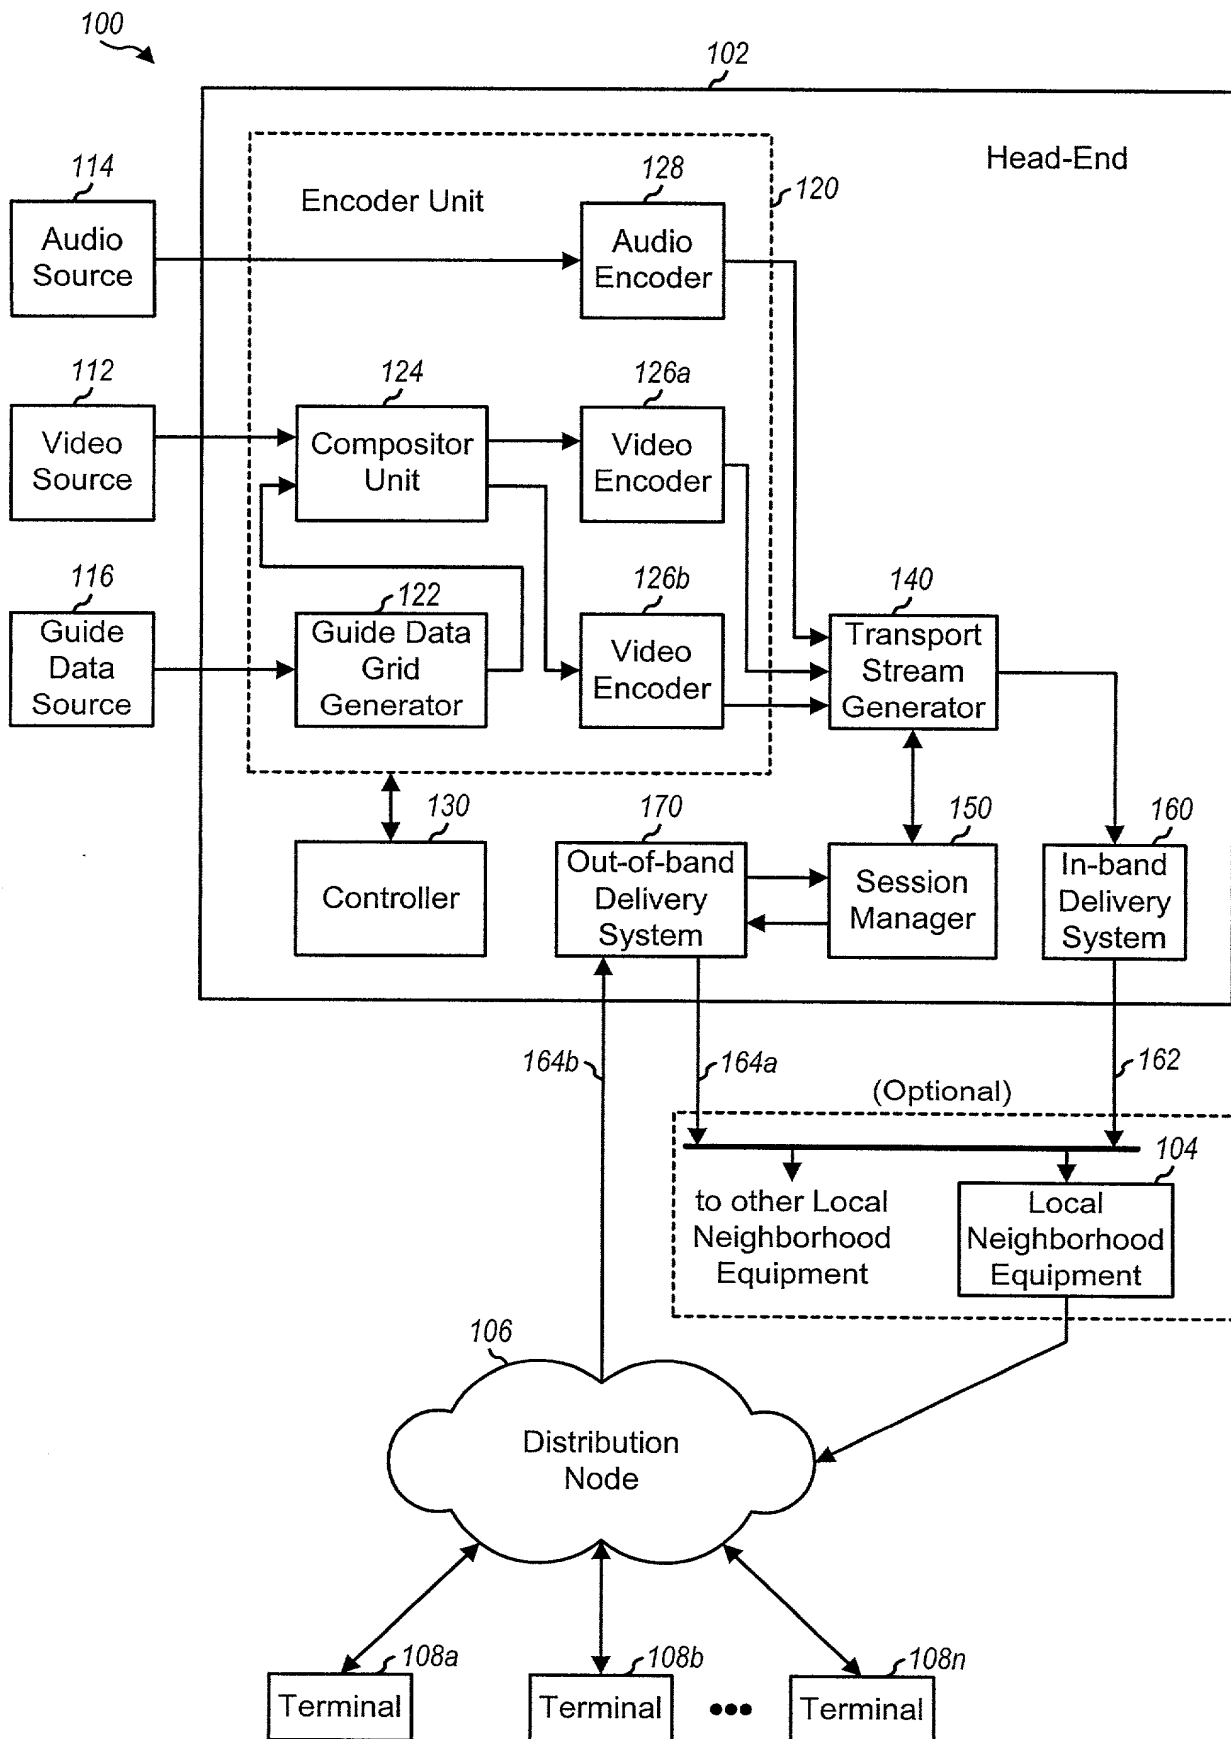 100
102
Head-End
114
Audio
Source
Encoder Unit
128
Audio
Encoder
120
112
Video
Source
124
Compositor
Unit
126a
Video
Encoder
116
Guide
Data
Source
122
Guide Data
Grid
Generator
126b
Video
Encoder
140
Transport
Stream
Generator
130
Controller
170
Out-of-band
Delivery
System
150
Session
Manager
160
In-band
Delivery
System
164b
164a
162
(Optional)
to other Local
Neighborhood
Equipment
104
Local
Neighborhood
Equipment
106
Distribution
Node
108a
Terminal
108b
Terminal
•••
108n
Terminal